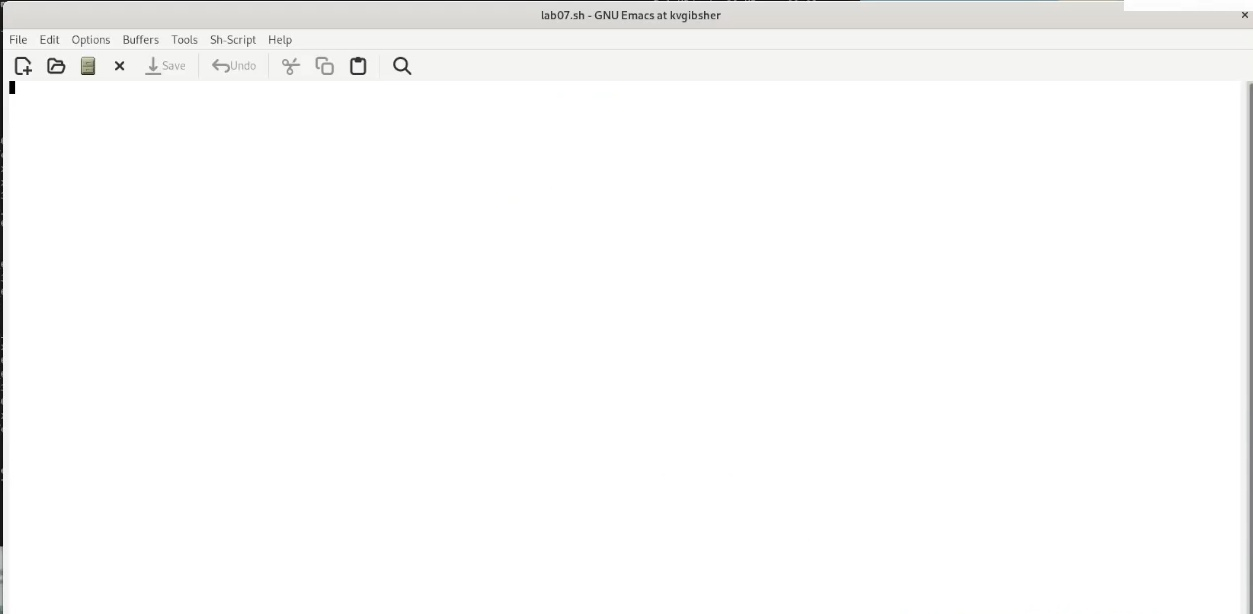 lab07.sh - GNU Emacs at kvgibsher
File Edit Options Buffers Tools Sh-Script Help
Save Undo